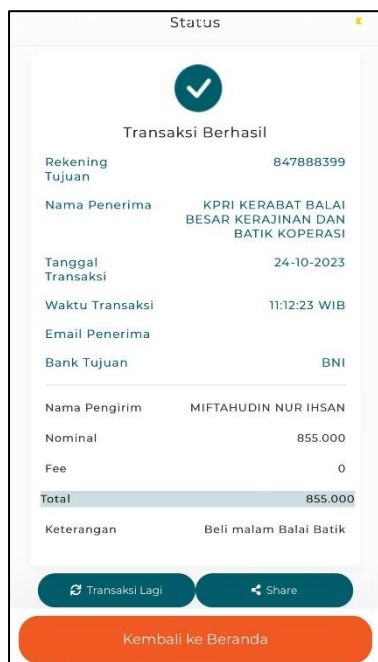 Status
Transaksi Berhasil
Rekening Tujuan 847888399
Nama Penerima KPRI KERABAT BALAI
BESAR KERAJINAN DAN
BATIK KOPERASI
Tanggal Transaksi 24-10-2023
Waktu Transaksi 11:12:23 WIB
Email Penerima
Bank Tujuan BNI
Nama Pengirim MIFTAHUDIN NUR IHSAN
Nominal 855.000
Fee 0
Total 855.000
Keterangan Beli malam Balai Batik
Transaksi Lagi
Share
Kembali ke Beranda